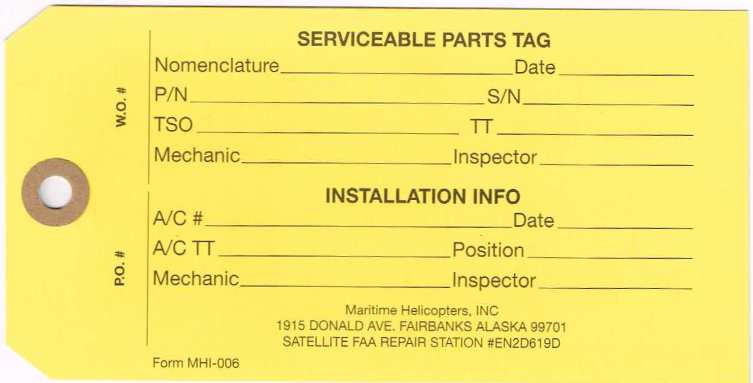 SERVICEABLE PARTS TAG
Nomenclature Date
P/N S/N
TSO TT
Mechanic Inspector
W.O. #
INSTALLATION INFO
A/C # Date
A/C TT Position
Mechanic Inspector
P.O. #
Maritime Helicopters, INC
1915 DONALD AVE. FAIRBANKS ALASKA 99701
SATELLITE FAA REPAIR STATION #EN2D619D
Form MHI-006